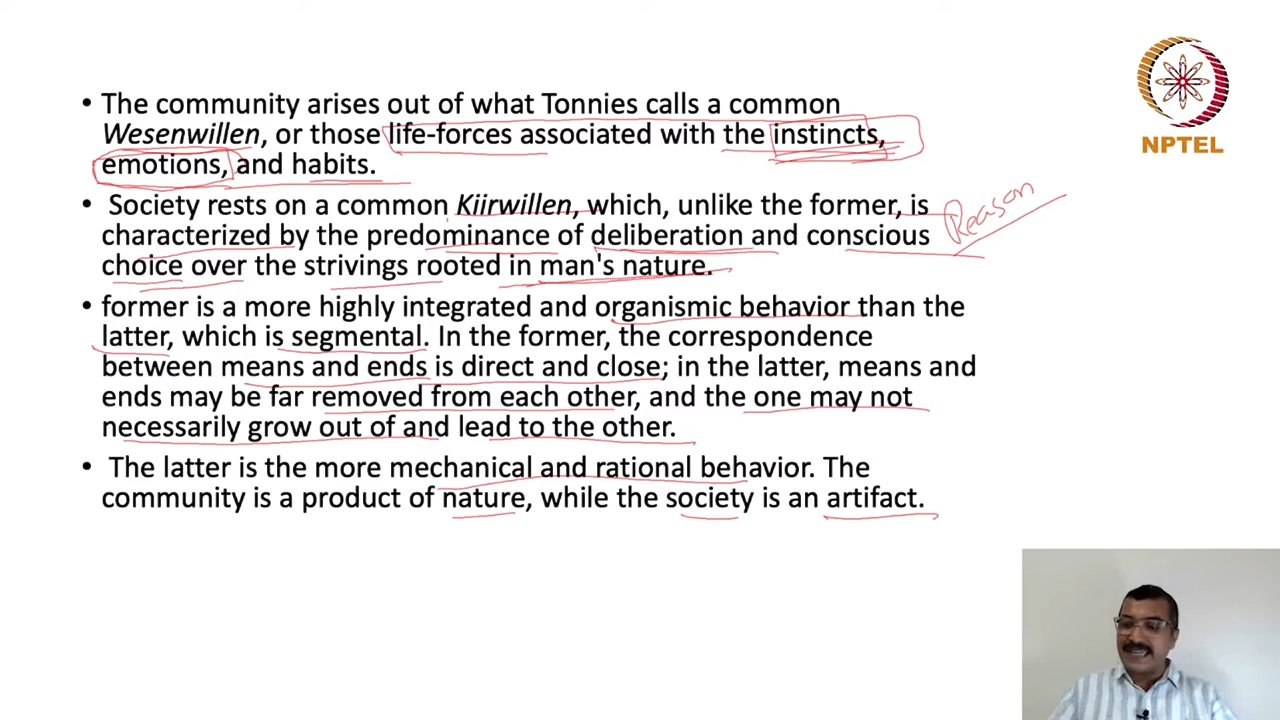 • The community arises out of what Tonnies calls a common
Wesenwillen, or those life-forces associated with the instincts,
emotions, and habits.
• Society rests on a common Kiirwillen, which, unlike the former, is
characterized by the predominance of deliberation and conscious
choice over the strivings rooted in man's nature.
Reason
• former is a more highly integrated and organismic behavior than the
latter, which is segmental. In the former, the correspondence
between means and ends is direct and close; in the latter, means and
ends may be far removed from each other, and the one may not
necessarily grow out of and lead to the other.
• The latter is the more mechanical and rational behavior. The
community is a product of nature, while the society is an artifact.
NPTEL